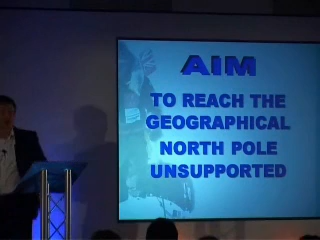 AIM
TO REACH THE
GEOGRAPHICAL
NORTH POLE
UNSUPPORTED